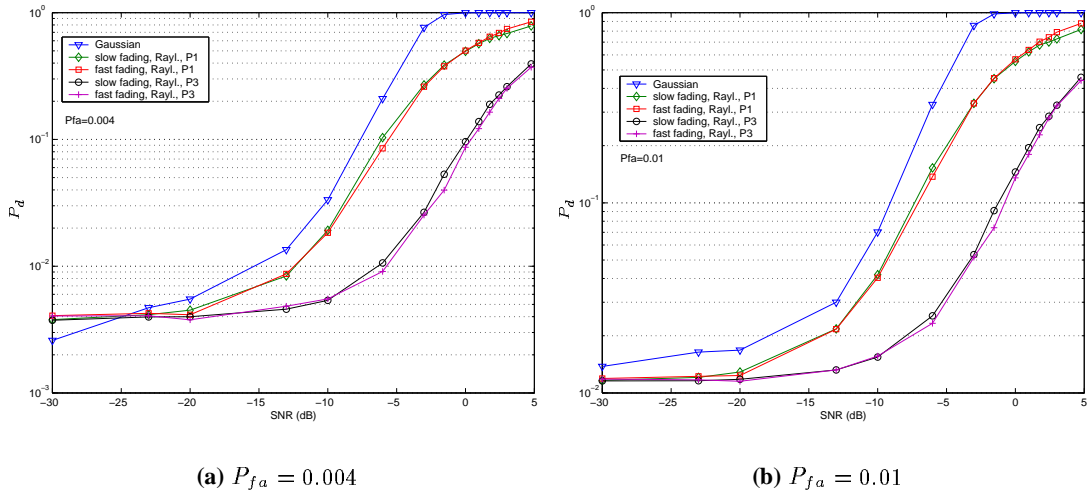 10^0
10^-1
10^-2
10^-3
P_d
Gaussian
slow fading, Rayl., P1
fast fading, Rayl., P1
slow fading, Rayl., P3
fast fading, Rayl., P3
Pfa=0.004
−30 −25 −20 −15 −10 −5 0 5
SNR (dB)
(a) P_{fa} = 0.004
10^0
10^-1
10^-2
P_d
Gaussian
slow fading, Rayl., P1
fast fading, Rayl., P1
slow fading, Rayl., P3
fast fading, Rayl., P3
Pfa=0.01
−30 −25 −20 −15 −10 −5 0 5
SNR (dB)
(b) P_{fa} = 0.01